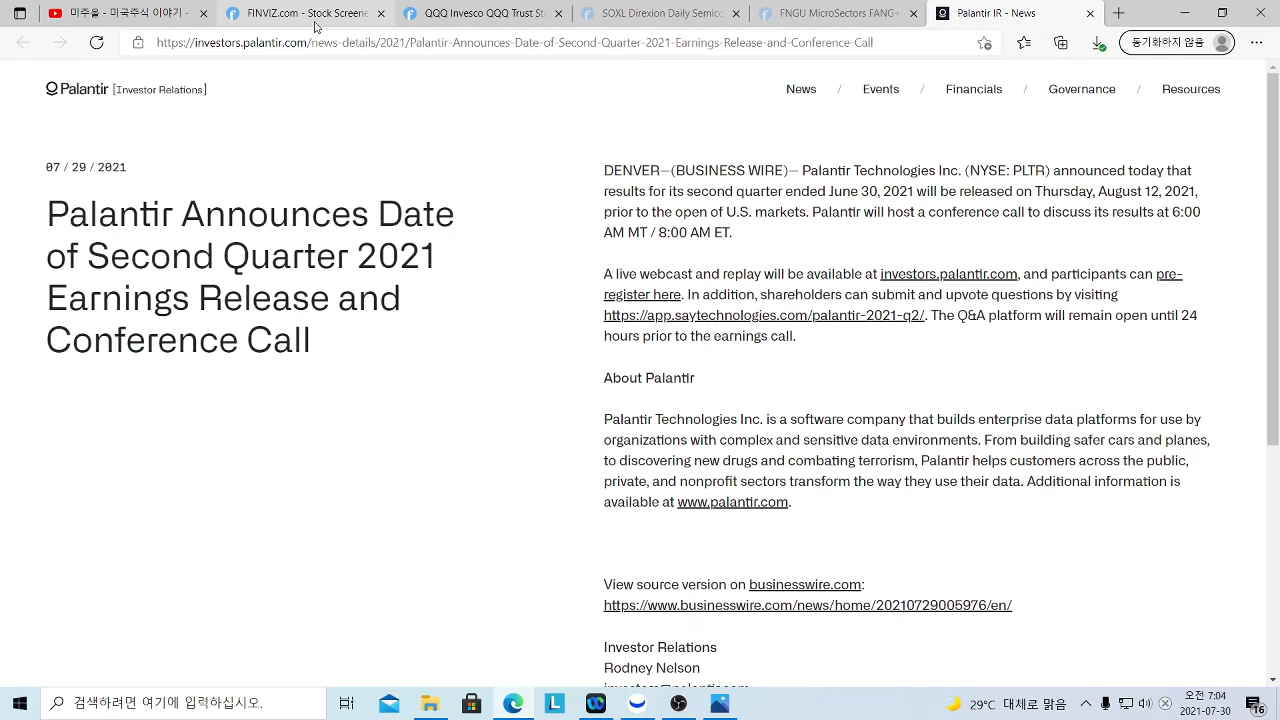 미주은 - 미국주식 이야기
FINVIZ.com - Stock Screene
QQQ Invesco QQQ Trust St
SOXL Direxion Daily Semico
FNGU MicroSectors FANG+
Palantir IR - News
https://investors.palantir.com/news-details/2021/Palantir-Announces-Date-of-Second-Quarter-2021-Earnings-Release-and-Conference-Call
동기화하지 않음
Palantir [Investor Relations]
News / Events / Financials / Governance / Resources
07 / 29 / 2021
Palantir Announces Date
of Second Quarter 2021
Earnings Release and
Conference Call
DENVER--(BUSINESS WIRE)-- Palantir Technologies Inc. (NYSE: PLTR) announced today that
results for its second quarter ended June 30, 2021 will be released on Thursday, August 12, 2021,
prior to the open of U.S. markets. Palantir will host a conference call to discuss its results at 6:00
AM MT / 8:00 AM ET.
A live webcast and replay will be available at investors.palantir.com, and participants can pre-
register here. In addition, shareholders can submit and upvote questions by visiting
https://app.saytechnologies.com/palantir-2021-q2/. The Q&A platform will remain open until 24
hours prior to the earnings call.
About Palantir
Palantir Technologies Inc. is a software company that builds enterprise data platforms for use by
organizations with complex and sensitive data environments. From building safer cars and planes,
to discovering new drugs and combating terrorism, Palantir helps customers across the public,
private, and nonprofit sectors transform the way they use their data. Additional information is
available at www.palantir.com.
View source version on businesswire.com:
https://www.businesswire.com/news/home/20210729005976/en/
Investor Relations
Rodney Nelson
investors@palantir.com
검색하려면 여기에 입력하십시오.
29°C 대체로 맑음
오전 7:04
2021-07-30
16